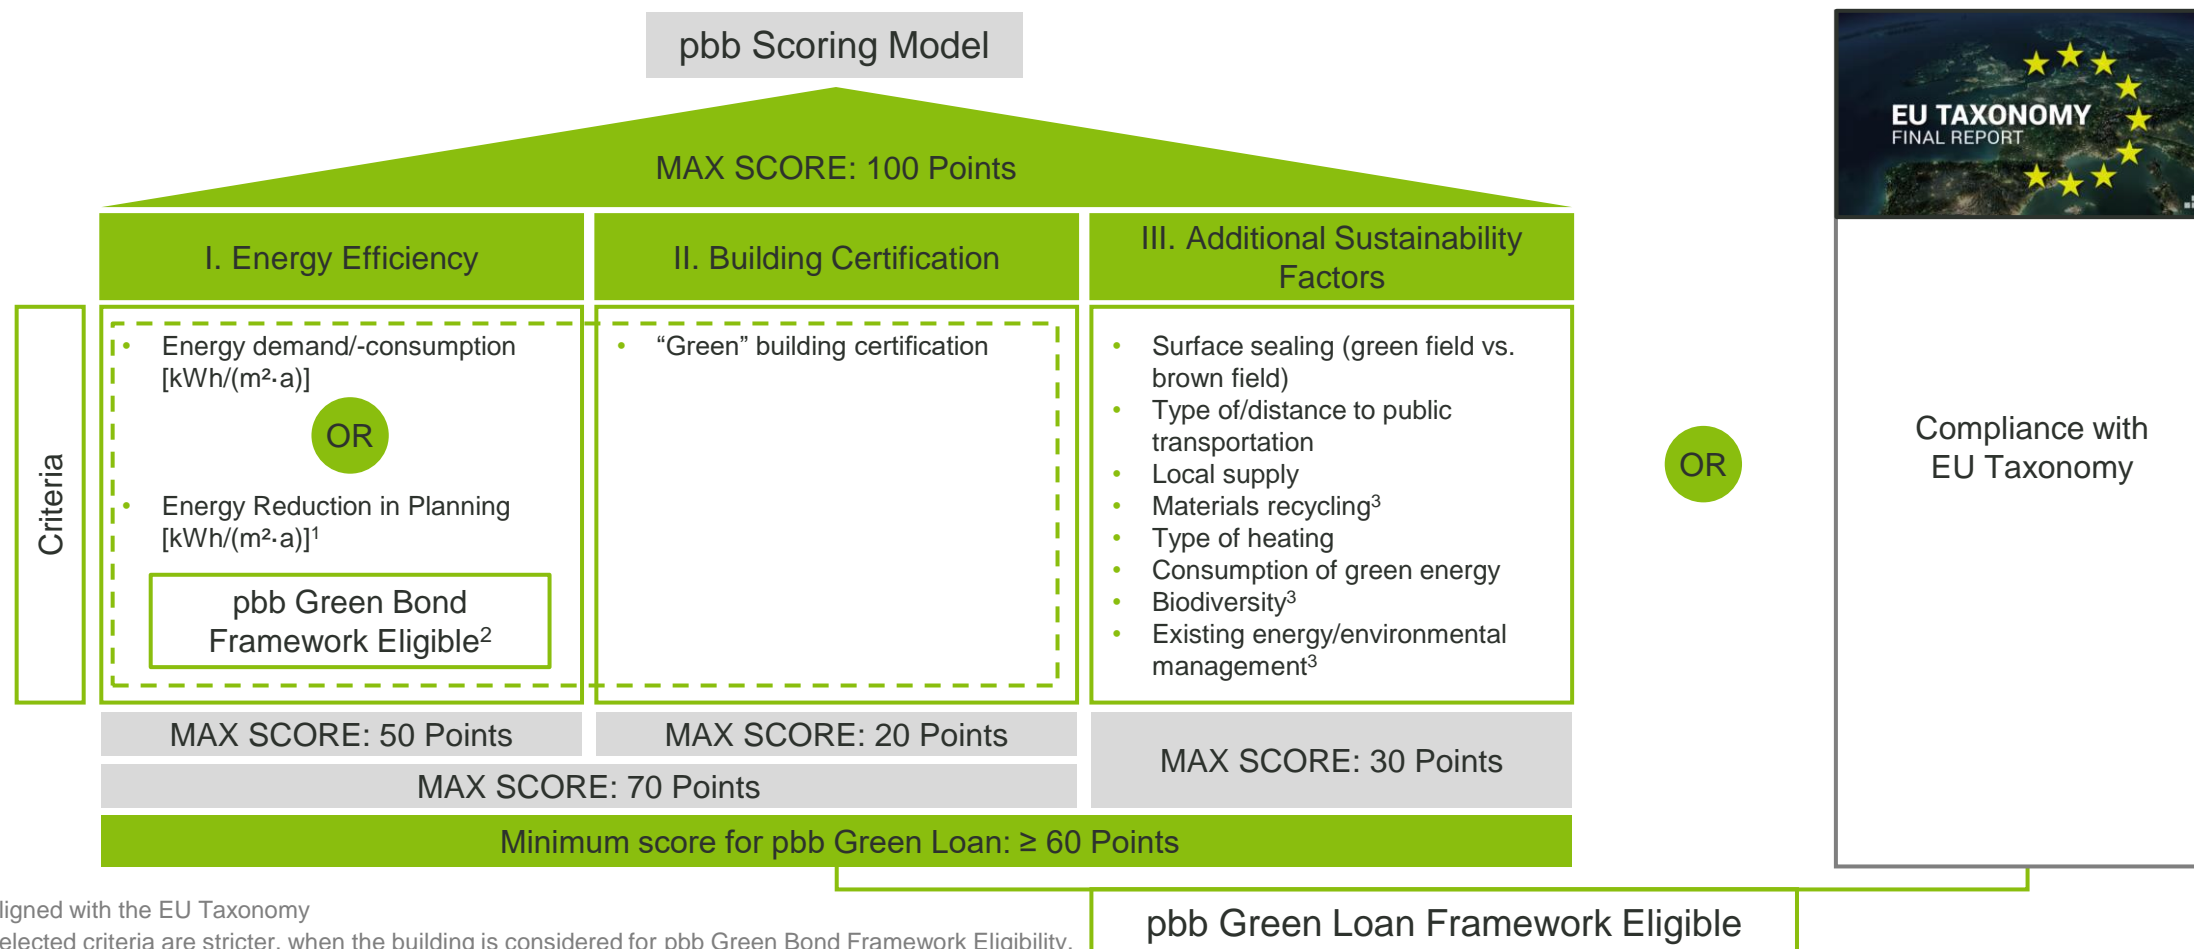 pbb Scoring Model
MAX SCORE: 100 Points
EU TAXONOMY
FINAL REPORT
I. Energy Efficiency
II. Building Certification
III. Additional Sustainability
Factors
Criteria
• Energy demand/-consumption
[kWh/(m²·a)]
OR
• Energy Reduction in Planning
[kWh/(m²·a)]¹
pbb Green Bond
Framework Eligible²
• “Green” building certification
• Surface sealing (green field vs.
brown field)
• Type of/distance to public
transportation
• Local supply
• Materials recycling³
• Type of heating
• Consumption of green energy
• Biodiversity³
• Existing energy/environmental
management³
OR
Compliance with
EU Taxonomy
MAX SCORE: 50 Points
MAX SCORE: 20 Points
MAX SCORE: 30 Points
MAX SCORE: 70 Points
Minimum score for pbb Green Loan: ≥ 60 Points
pbb Green Loan Framework Eligible
ligned with the EU Taxonomy
elected criteria are stricter, when the building is considered for pbb Green Bond Framework Eligibility.